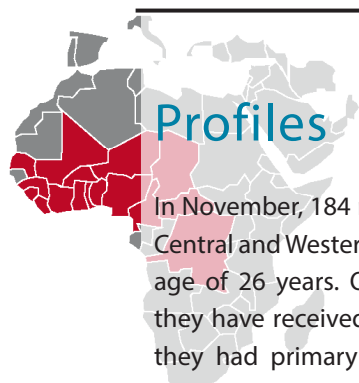 Profiles
In November, 184
Central and Wester
age of 26 years.
they have received
they had primary